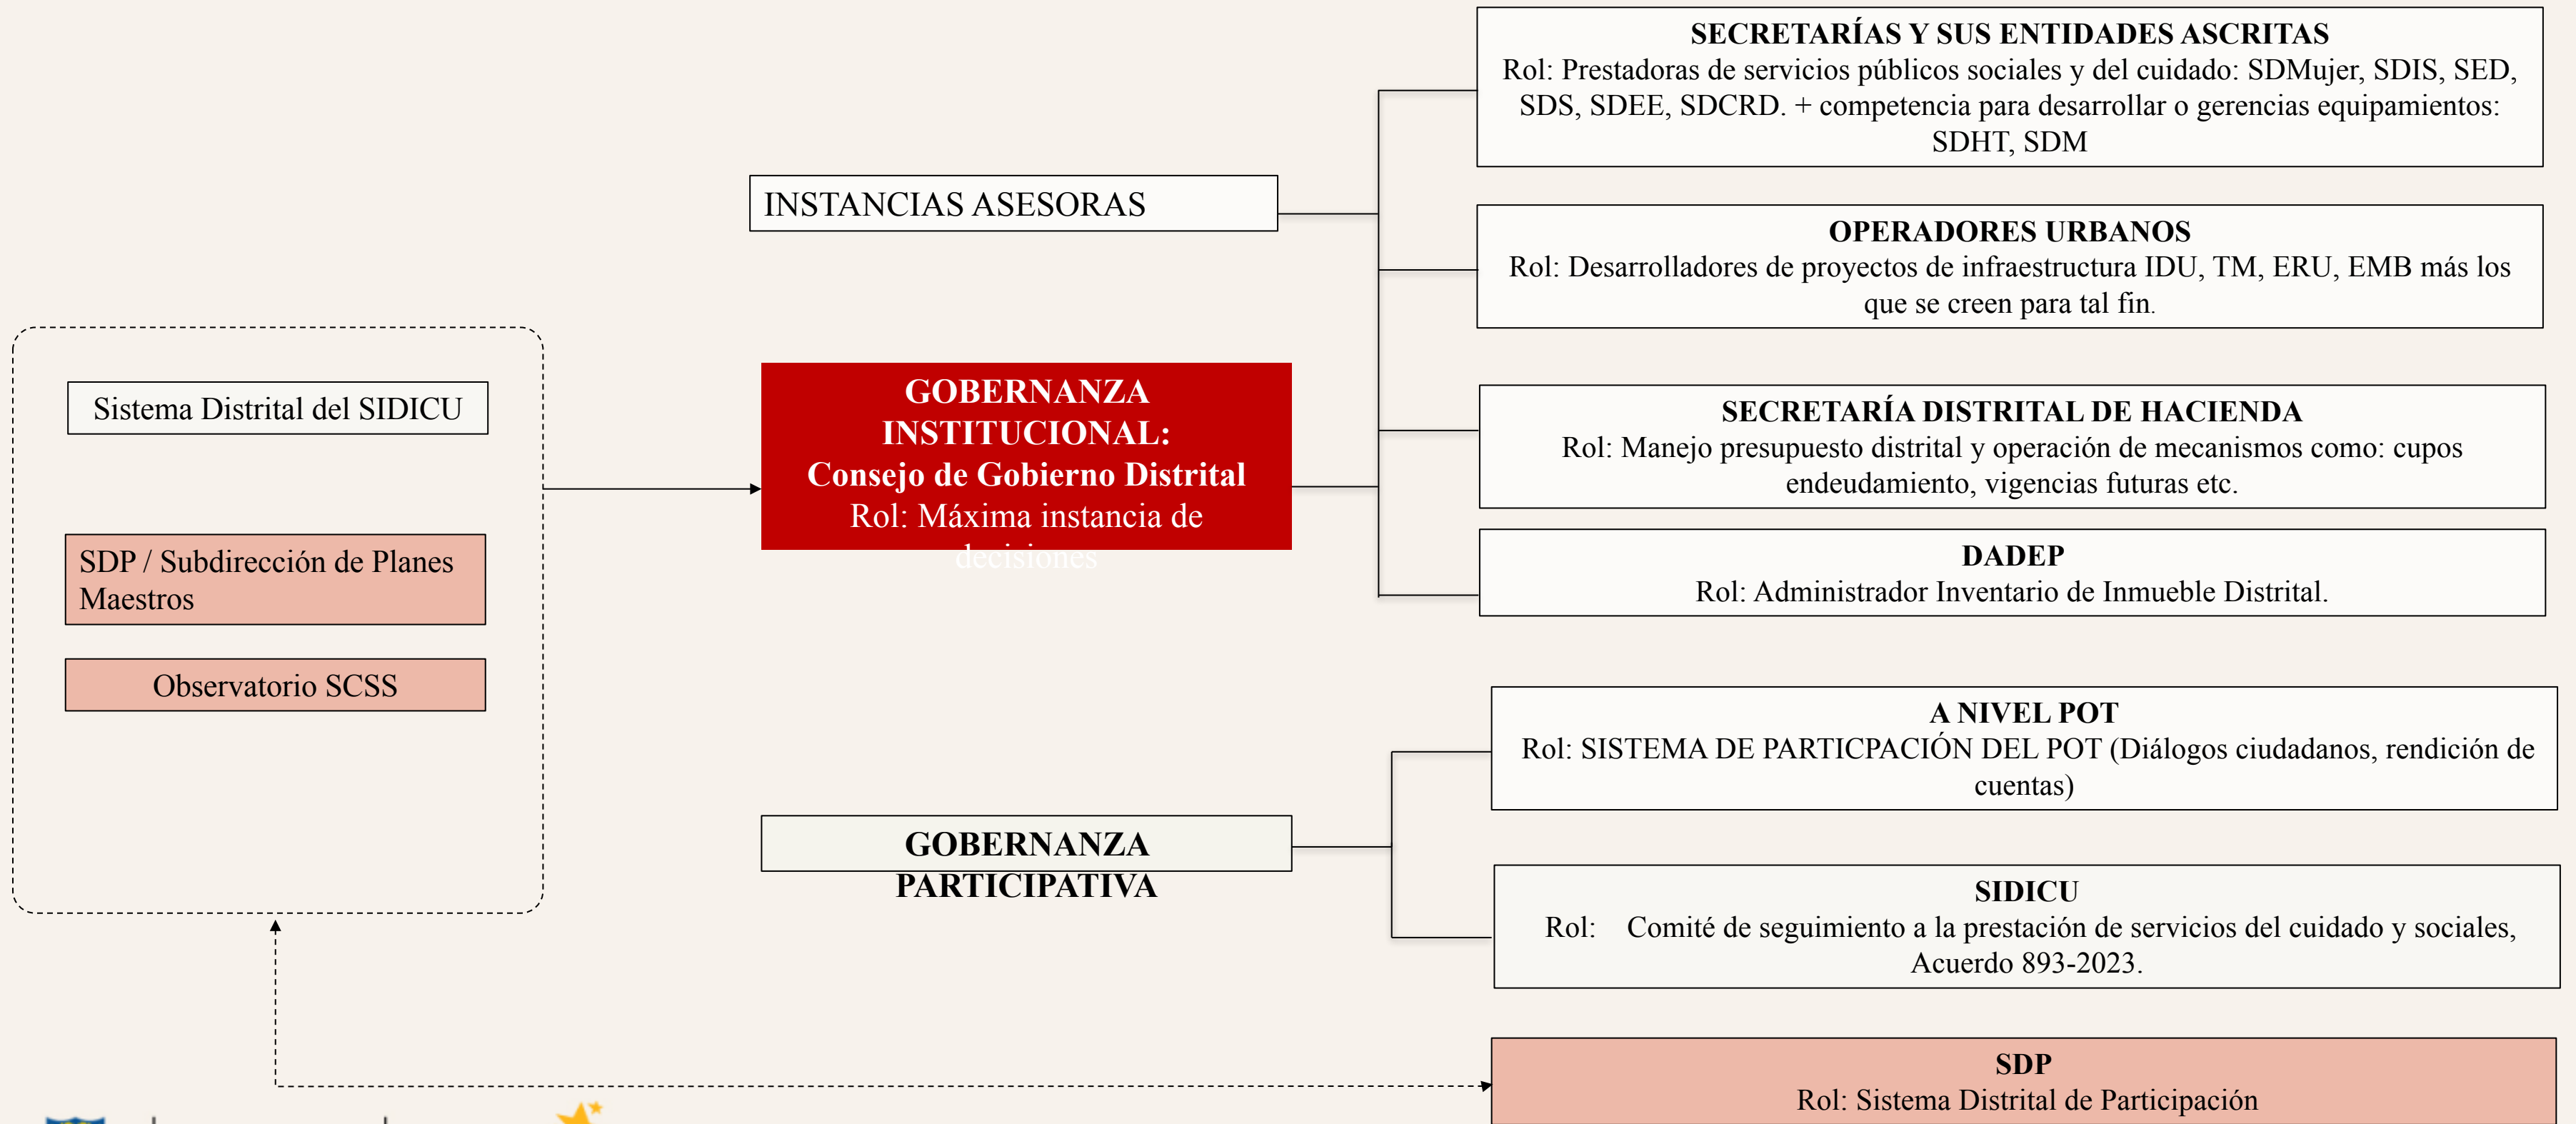 SECRETARÍAS Y SUS ENTIDADES ASCRITAS
Rol: Prestadoras de servicios públicos sociales y del cuidado: SDMujer, SDIS, SED,
SDS, SDEE, SDCRD. + competencia para desarrollar o gerencias equipamientos:
SDHT, SDM
INSTANCIAS ASESORAS
OPERADORES URBANOS
Rol: Desarrolladores de proyectos de infraestructura IDU, TM, ERU, EMB más los
que se creen para tal fin.
Sistema Distrital del SIDICU
SDP / Subdirección de Planes
Maestros
Observatorio SCSS
GOBERNANZA
INSTITUCIONAL:
Consejo de Gobierno Distrital
Rol: Máxima instancia de
decisiones
SECRETARÍA DISTRITAL DE HACIENDA
Rol: Manejo presupuesto distrital y operación de mecanismos como: cupos
endeudamiento, vigencias futuras etc.
DADEP
Rol: Administrador Inventario de Inmueble Distrital.
A NIVEL POT
Rol: SISTEMA DE PARTICPACIÓN DEL POT (Diálogos ciudadanos, rendición de
cuentas)
GOBERNANZA
PARTICIPATIVA
SIDICU
Rol: Comité de seguimiento a la prestación de servicios del cuidado y sociales,
Acuerdo 893-2023.
SDP
Rol: Sistema Distrital de Participación